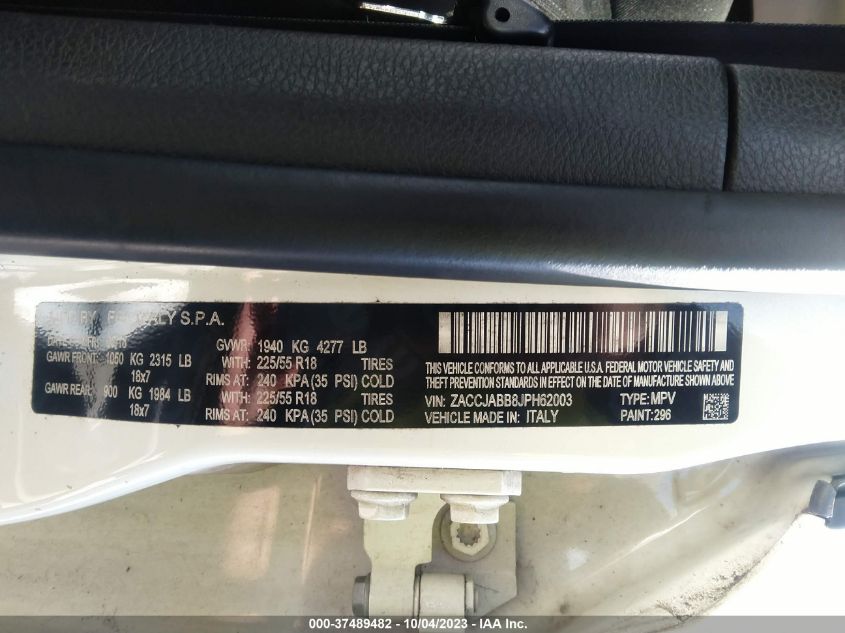 S.P.A.
GAWR FRONT: 1050 KG 2315 LB
18x7
GAWR REAR: 900 KG 1984 LB
18x7
GVWR: 1940 KG 4277 LB
WITH: 225/55 R18 TIRES
RIMS AT: 240 KPA (35 PSI) COLD
WITH: 225/55 R18 TIRES
RIMS AT: 240 KPA (35 PSI) COLD
THIS VEHICLE CONFORMS TO ALL APPLICABLE U.S.A. FEDERAL MOTOR VEHICLE SAFETY AND
THEFT PREVENTION STANDARDS IN EFFECT ON THE DATE OF MANUFACTURE SHOWN ABOVE.
VIN: ZACCJABB8JPH62003 TYPE: MPV
VEHICLE MADE IN: ITALY PAINT: 296
000-37489482 - 10/04/2023 - IAA Inc.